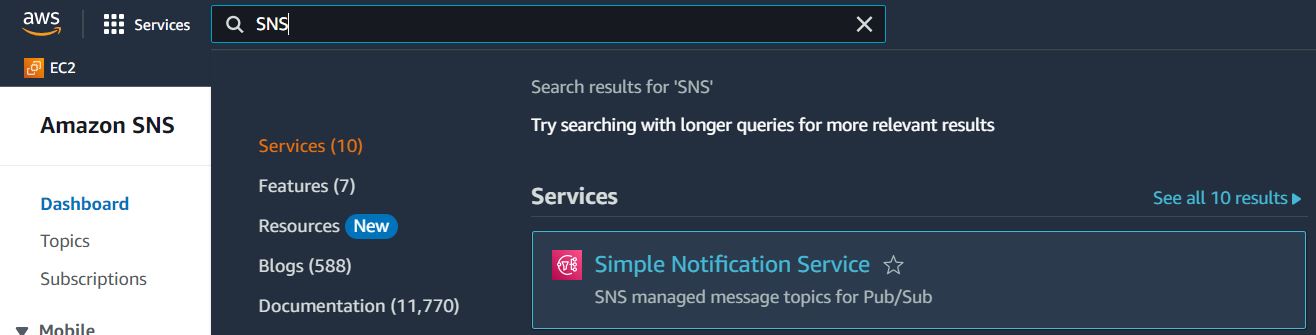 aws
Services
SNS
EC2
Amazon SNS
Dashboard
Topics
Subscriptions
Mobile
Services (10)
Features (7)
Resources New
Blogs (588)
Documentation (11,770)
Search results for 'SNS'
Try searching with longer queries for more relevant results
Services
See all 10 results
Simple Notification Service
SNS managed message topics for Pub/Sub